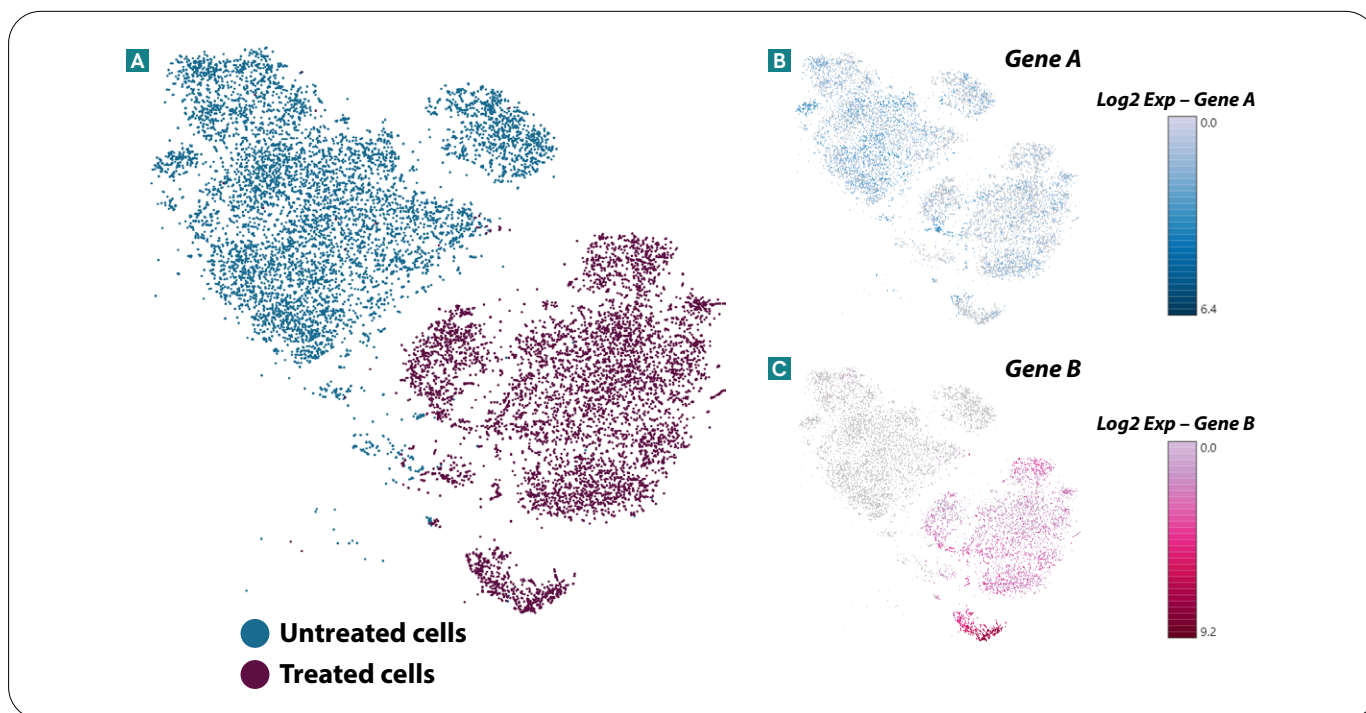 A
Untreated cells
Treated cells
B
Gene A
Log2 Exp – Gene A
0.0
6.4
C
Gene B
Log2 Exp – Gene B
0.0
9.2